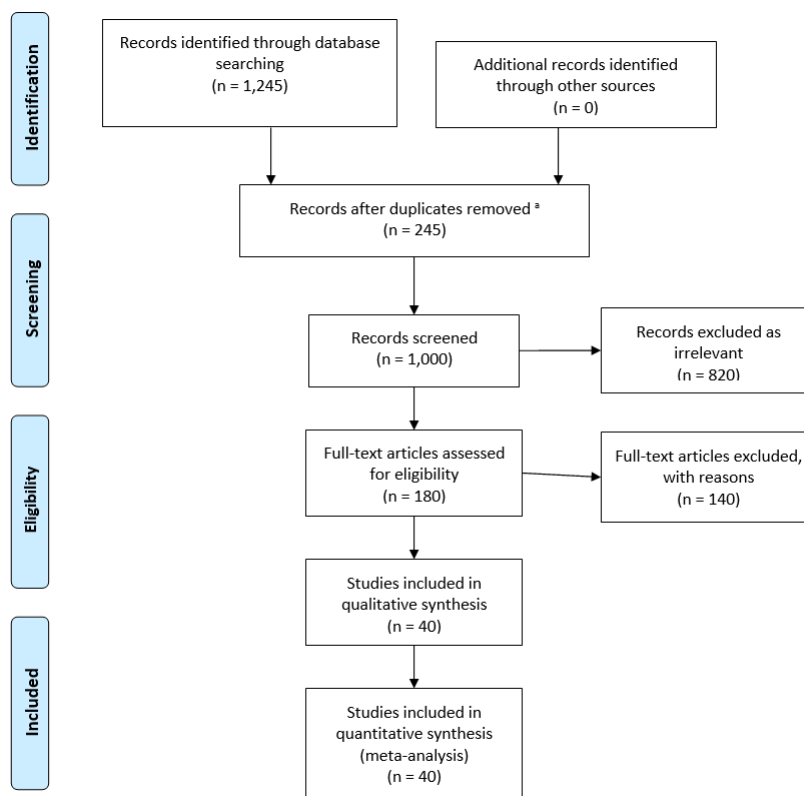 Identification
Records identified through database
searching
(n = 1,245)
Additional records identified
through other sources
(n = 0)
Records after duplicates removed ª
(n = 245)
Screening
Records screened
(n = 1,000)
Records excluded as
irrelevant
(n = 820)
Eligibility
Full-text articles assessed
for eligibility
(n = 180)
Full-text articles excluded,
with reasons
(n = 140)
Studies included in
qualitative synthesis
(n = 40)
Included
Studies included in
quantitative synthesis
(meta-analysis)
(n = 40)